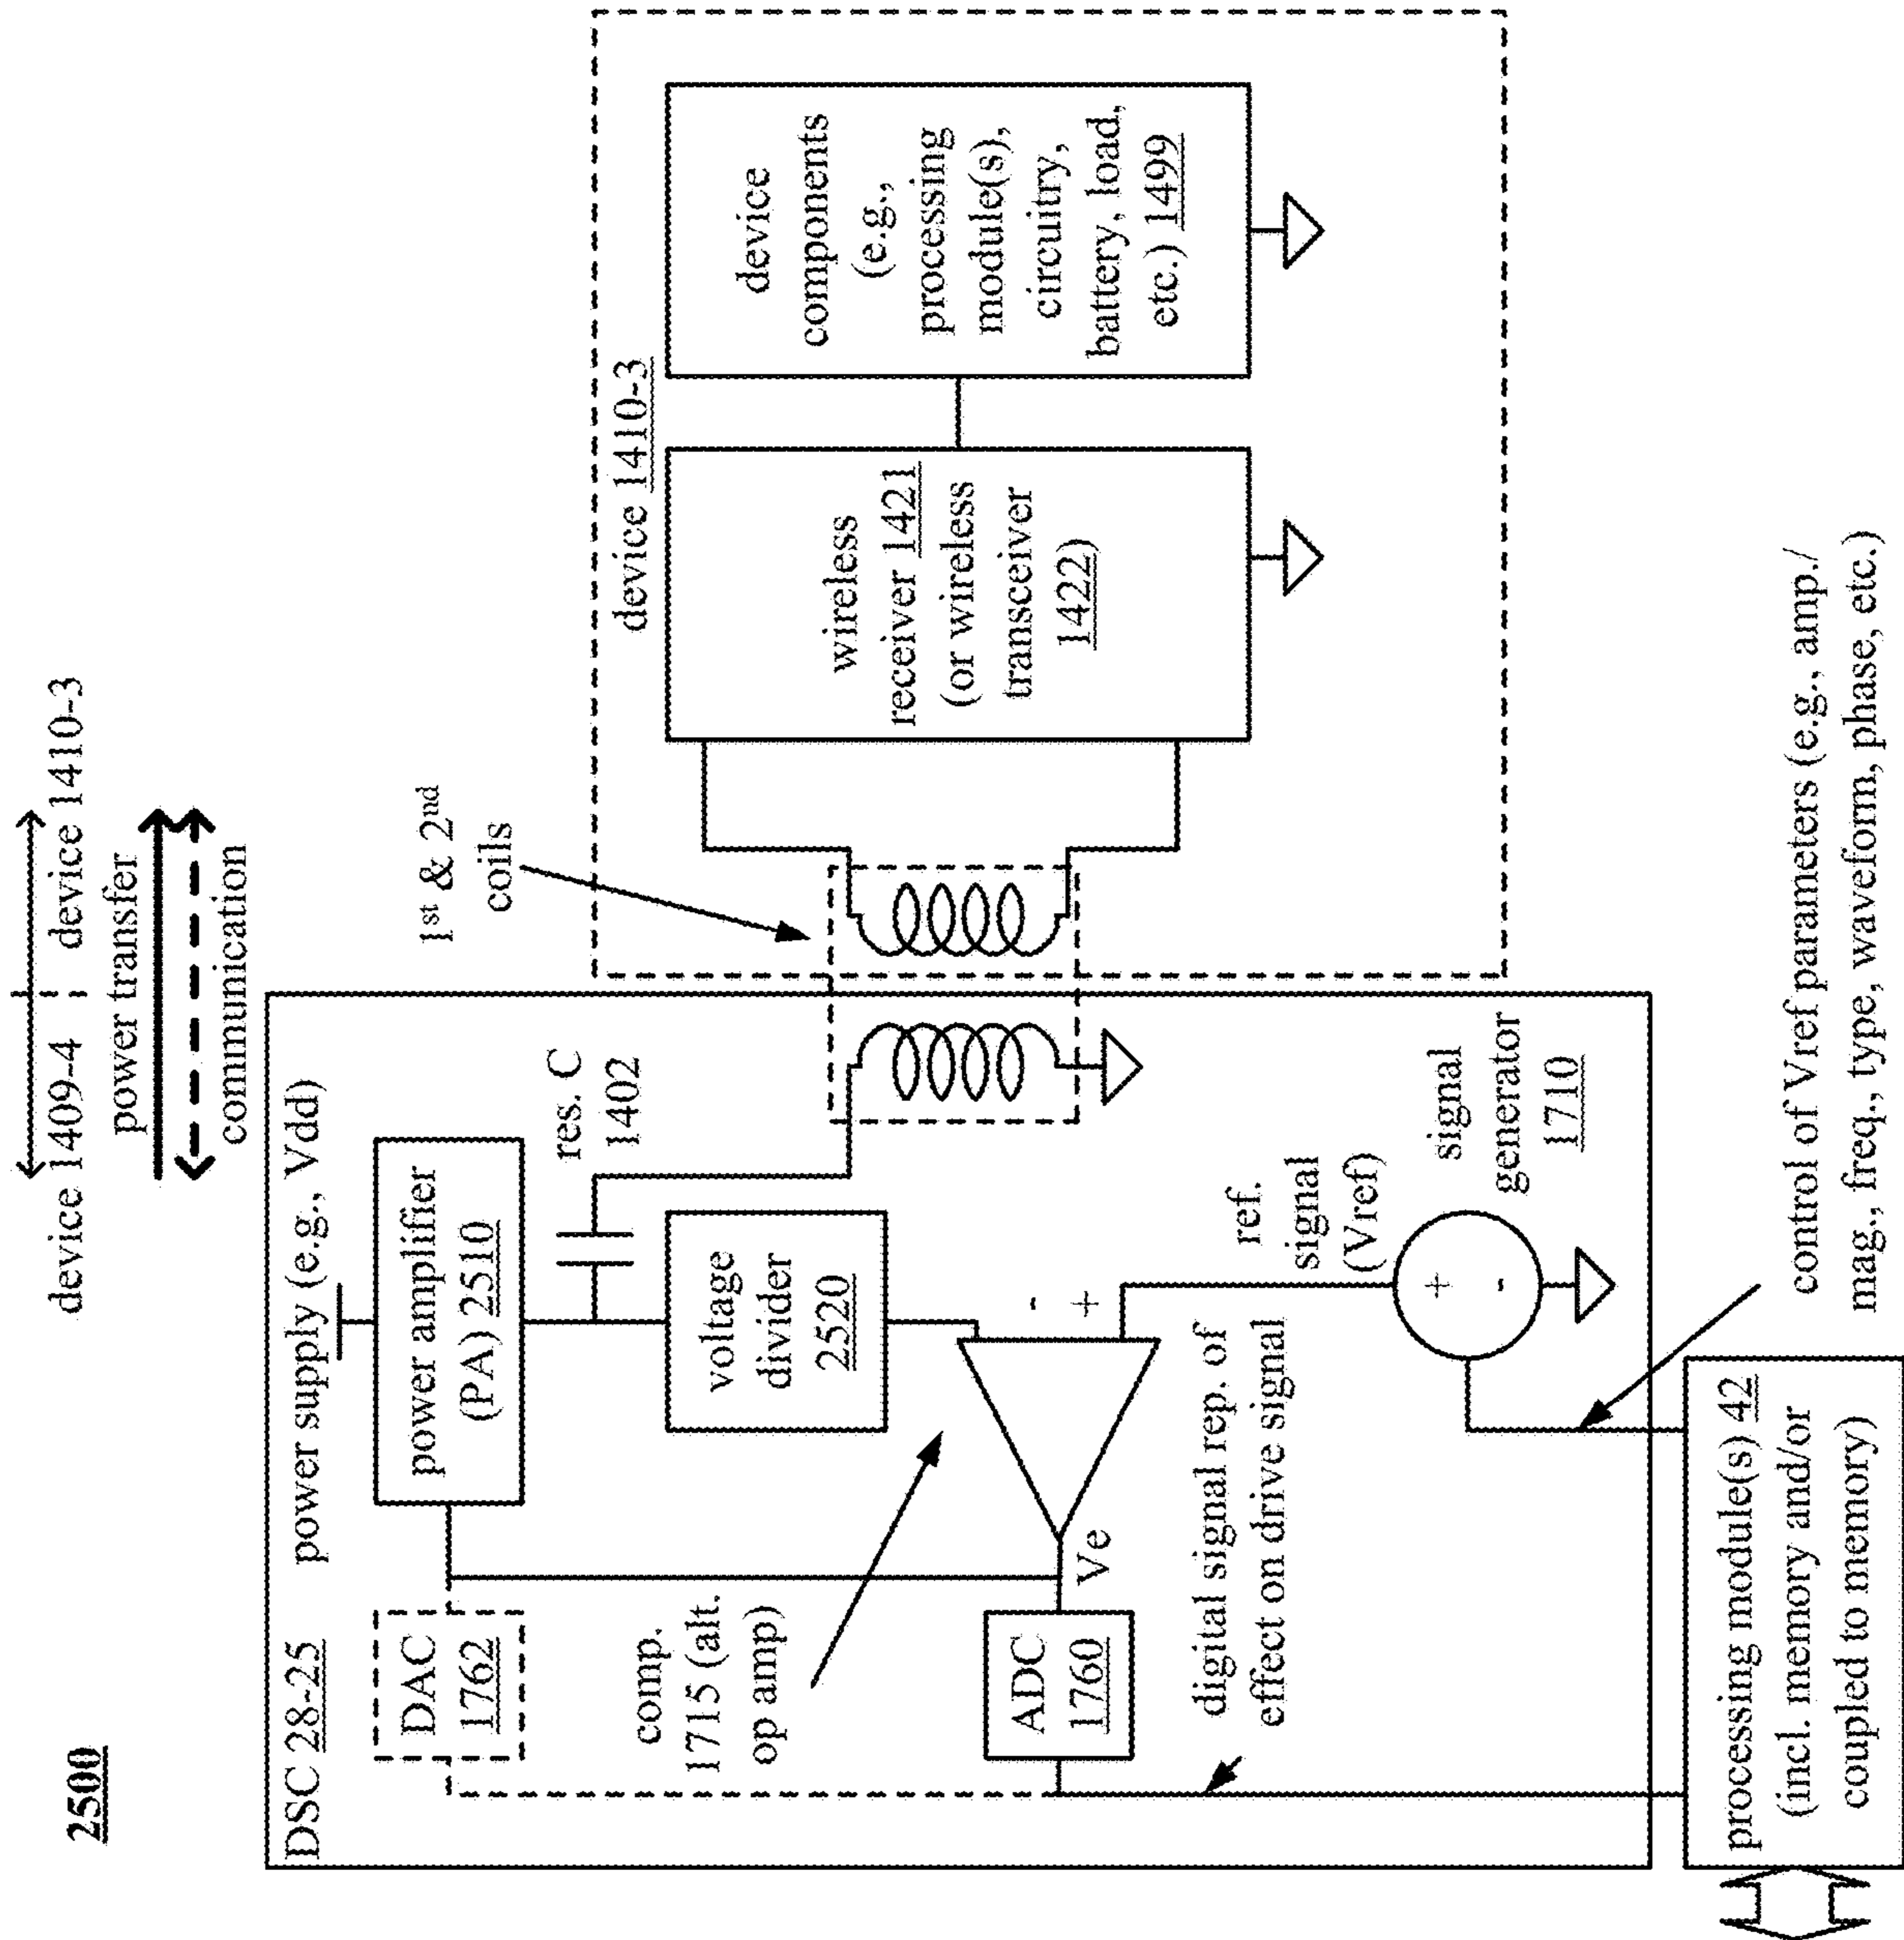 2500
device 1409-4
device 1410-3
power transfer
communication
DSC 28-25
power supply (e.g., Vdd)
DAC
1762
power amplifier
(PA) 2510
res. C
1402
1st & 2nd
coils
comp.
1715 (alt.
op amp)
voltage
divider
2520
-
+
Ve
ADC
1760
digital signal rep. of
effect on drive signal
ref.
signal
(Vref)
signal
generator
1710
+
-
device 1410-3
wireless
receiver 1421
(or wireless
transceiver
1422)
device
components
(e.g.,
processing
module(s),
circuitry,
battery, load,
etc.) 1499
processing module(s) 42
(incl. memory and/or
coupled to memory)
control of Vref parameters (e.g., amp./
mag., freq., type, waveform, phase, etc.)